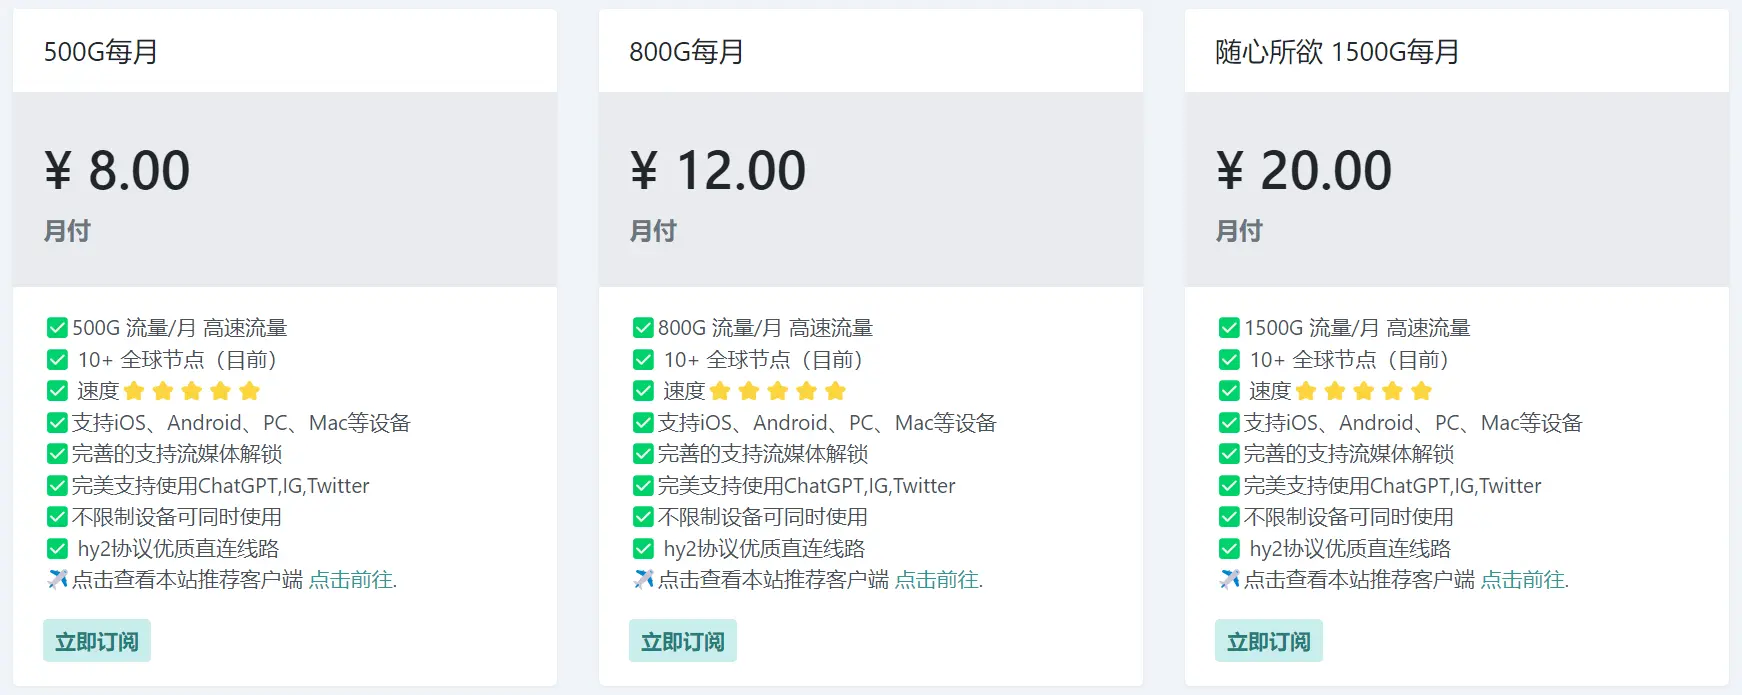 500G每月
¥ 8.00
月付
✅500G 流量/月 高速流量
✅ 10+ 全球节点（目前）
✅ 速度⭐⭐⭐⭐⭐
✅支持iOS、Android、PC、Mac等设备
✅完善的支持流媒体解锁
✅完美支持使用ChatGPT,IG,Twitter
✅不限制设备可同时使用
✅ hy2协议优质直连线路
✈️点击查看本站推荐客户端 点击前往.
立即订阅
800G每月
¥ 12.00
月付
✅800G 流量/月 高速流量
✅ 10+ 全球节点（目前）
✅ 速度⭐⭐⭐⭐⭐
✅支持iOS、Android、PC、Mac等设备
✅完善的支持流媒体解锁
✅完美支持使用ChatGPT,IG,Twitter
✅不限制设备可同时使用
✅ hy2协议优质直连线路
✈️点击查看本站推荐客户端 点击前往.
立即订阅
随心所欲 1500G每月
¥ 20.00
月付
✅1500G 流量/月 高速流量
✅ 10+ 全球节点（目前）
✅ 速度⭐⭐⭐⭐⭐
✅支持iOS、Android、PC、Mac等设备
✅完善的支持流媒体解锁
✅完美支持使用ChatGPT,IG,Twitter
✅不限制设备可同时使用
✅ hy2协议优质直连线路
✈️点击查看本站推荐客户端 点击前往.
立即订阅